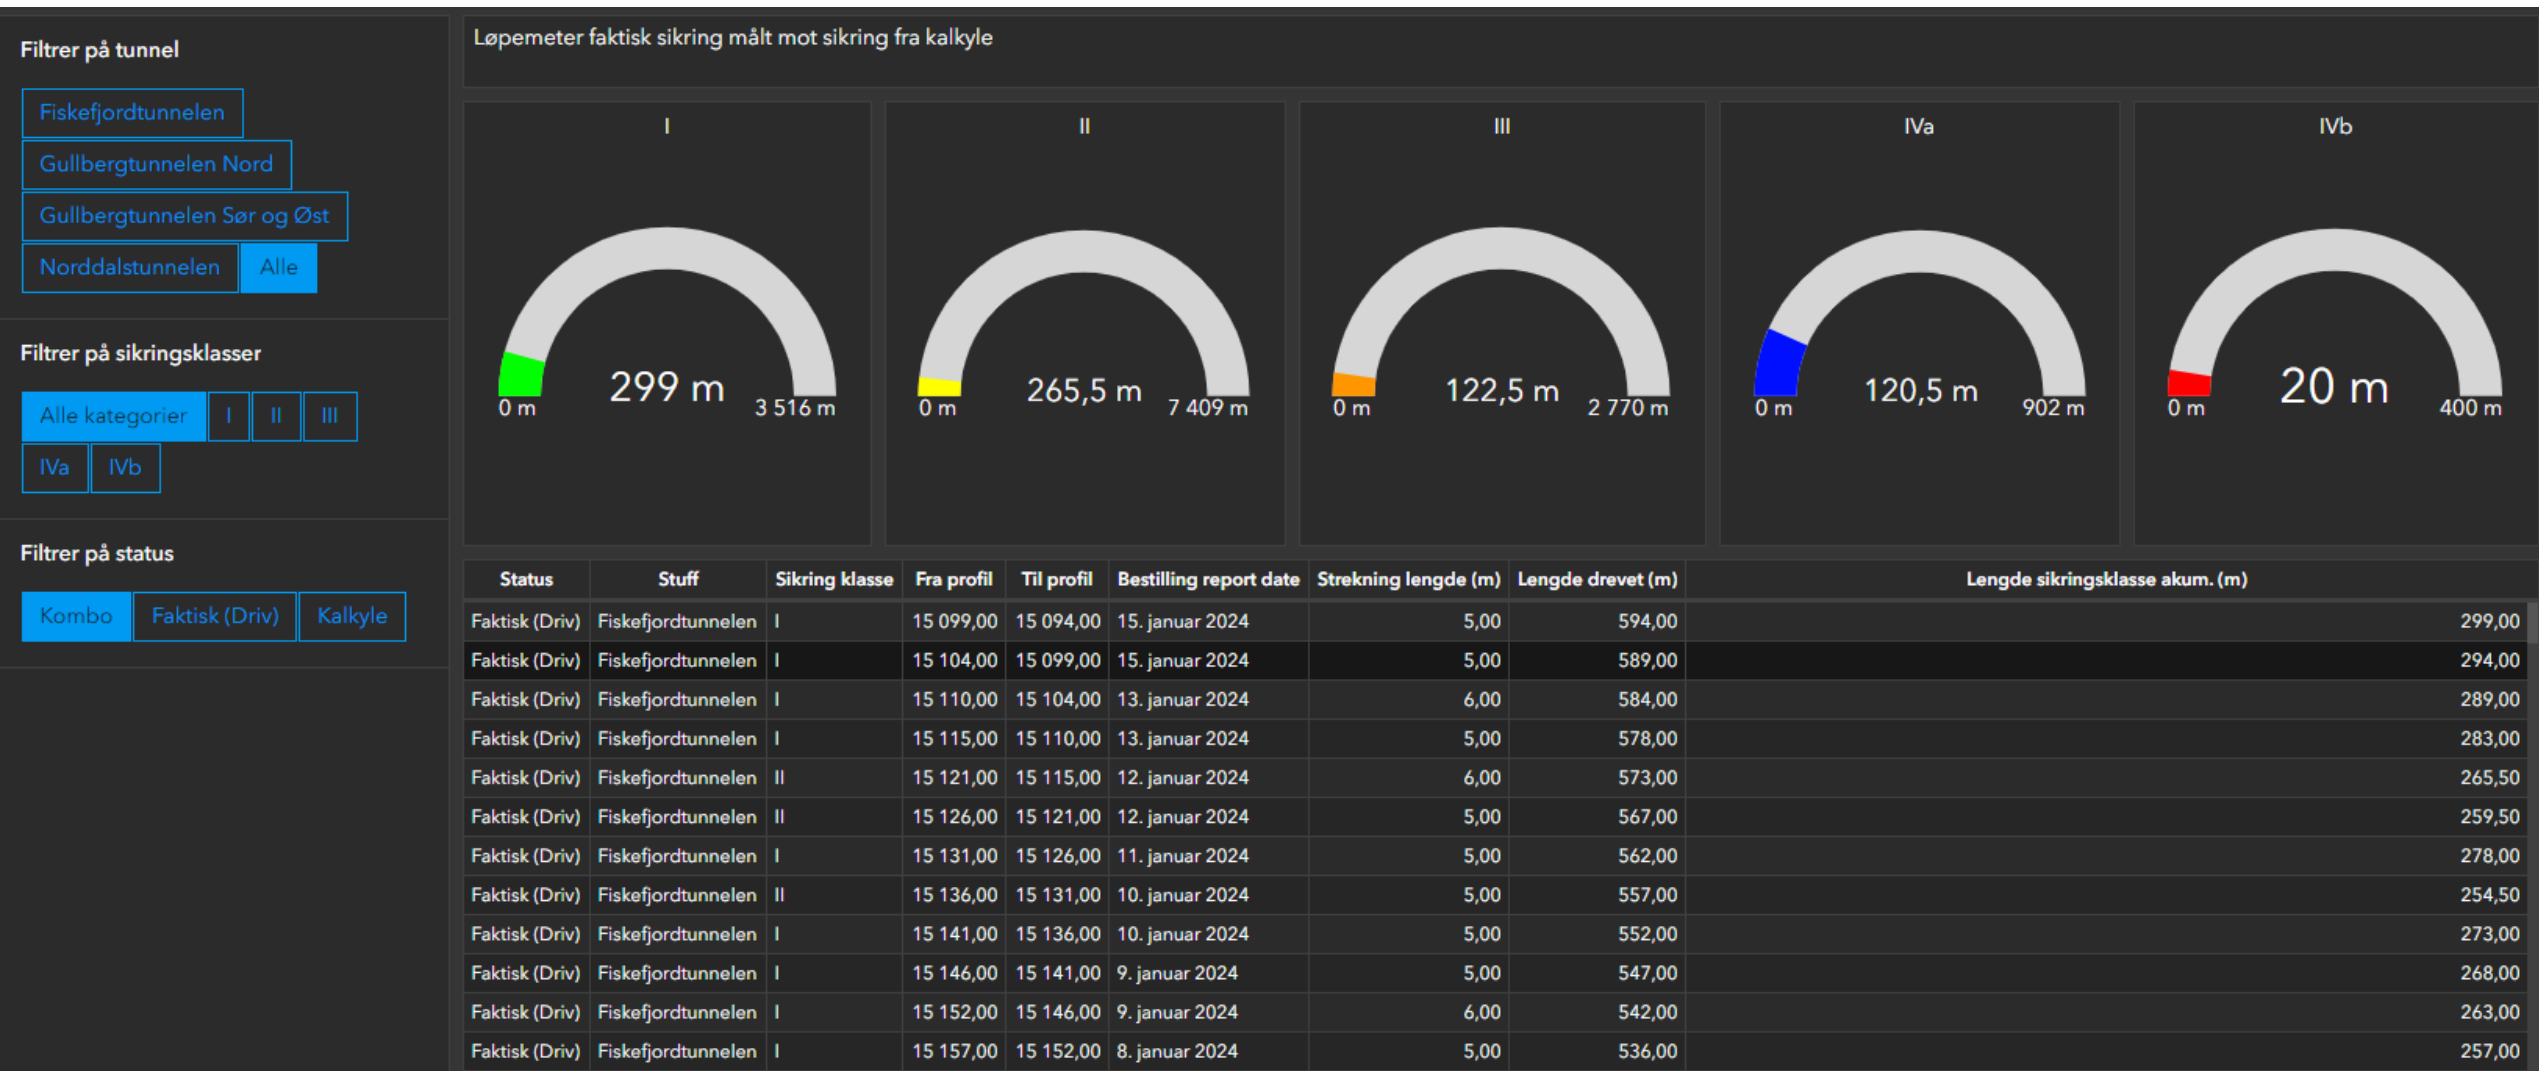 Filtrer på tunnel
Fiskefjordtunnelen
Gullbergtunnelen Nord
Gullbergtunnelen Sør og Øst
Norddalstunnelen Alle
Filtrer på sikringsklasser
Alle kategorier I II III
IVa IVb
Filtrer på status
Kombo Faktisk (Driv) Kalkyle
Løpemeter faktisk sikring målt mot sikring fra kalkyle
I
299 m
0 m 3 516 m
II
265,5 m
0 m 7 409 m
III
122,5 m
0 m 2 770 m
IVa
120,5 m
0 m 902 m
IVb
20 m
0 m 400 m
Status Stuff Sikring klasse Fra profil Til profil Bestilling report date Strekning lengde (m) Lengde drevet (m) Lengde sikringsklasse akum. (m)
Faktisk (Driv) Fiskefjordtunnelen I 15 099,00 15 094,00 15. januar 2024 5,00 594,00 299,00
Faktisk (Driv) Fiskefjordtunnelen I 15 104,00 15 099,00 15. januar 2024 5,00 589,00 294,00
Faktisk (Driv) Fiskefjordtunnelen I 15 110,00 15 104,00 13. januar 2024 6,00 584,00 289,00
Faktisk (Driv) Fiskefjordtunnelen I 15 115,00 15 110,00 13. januar 2024 5,00 578,00 283,00
Faktisk (Driv) Fiskefjordtunnelen II 15 121,00 15 115,00 12. januar 2024 6,00 573,00 265,50
Faktisk (Driv) Fiskefjordtunnelen II 15 126,00 15 121,00 12. januar 2024 5,00 567,00 259,50
Faktisk (Driv) Fiskefjordtunnelen I 15 131,00 15 126,00 11. januar 2024 5,00 562,00 278,00
Faktisk (Driv) Fiskefjordtunnelen II 15 136,00 15 131,00 10. januar 2024 5,00 557,00 254,50
Faktisk (Driv) Fiskefjordtunnelen I 15 141,00 15 136,00 10. januar 2024 5,00 552,00 273,00
Faktisk (Driv) Fiskefjordtunnelen I 15 146,00 15 141,00 9. januar 2024 5,00 547,00 268,00
Faktisk (Driv) Fiskefjordtunnelen I 15 152,00 15 146,00 9. januar 2024 6,00 542,00 263,00
Faktisk (Driv) Fiskefjordtunnelen I 15 157,00 15 152,00 8. januar 2024 5,00 536,00 257,00